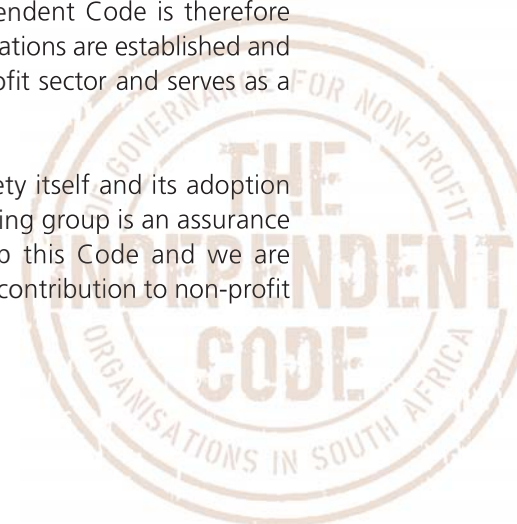 endent Code is therefore
ations are established and
ofit sector and serves as a
ety itself and its adoption
ing group is an assurance
p this Code and we are
contribution to non-profit
ON GOVERNANCE FOR NON-PROFIT
THE
INDEPENDENT
CODE
ORGANISATIONS IN SOUTH AFRICA